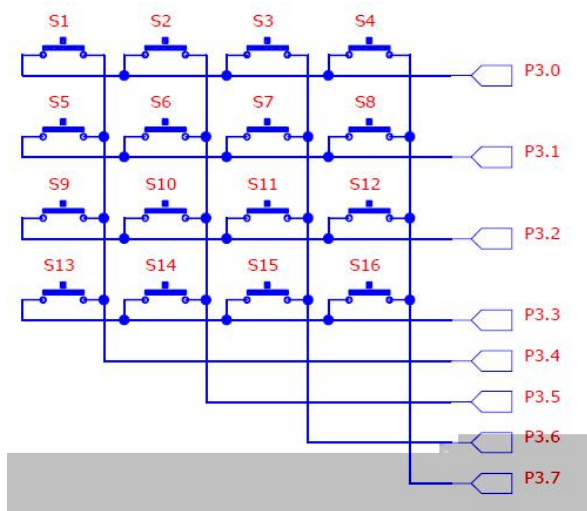 S1 S2 S3 S4
P3.0
S5 S6 S7 S8
P3.1
S9 S10 S11 S12
P3.2
S13 S14 S15 S16
P3.3
P3.4
P3.5
P3.6
P3.7